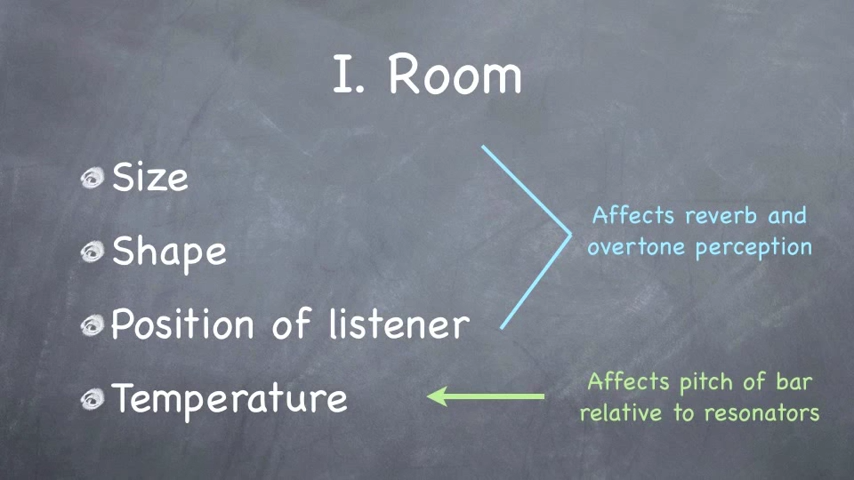 I. Room
Size
Shape
Position of listener
Temperature
Affects reverb and
overtone perception
Affects pitch of bar
relative to resonators